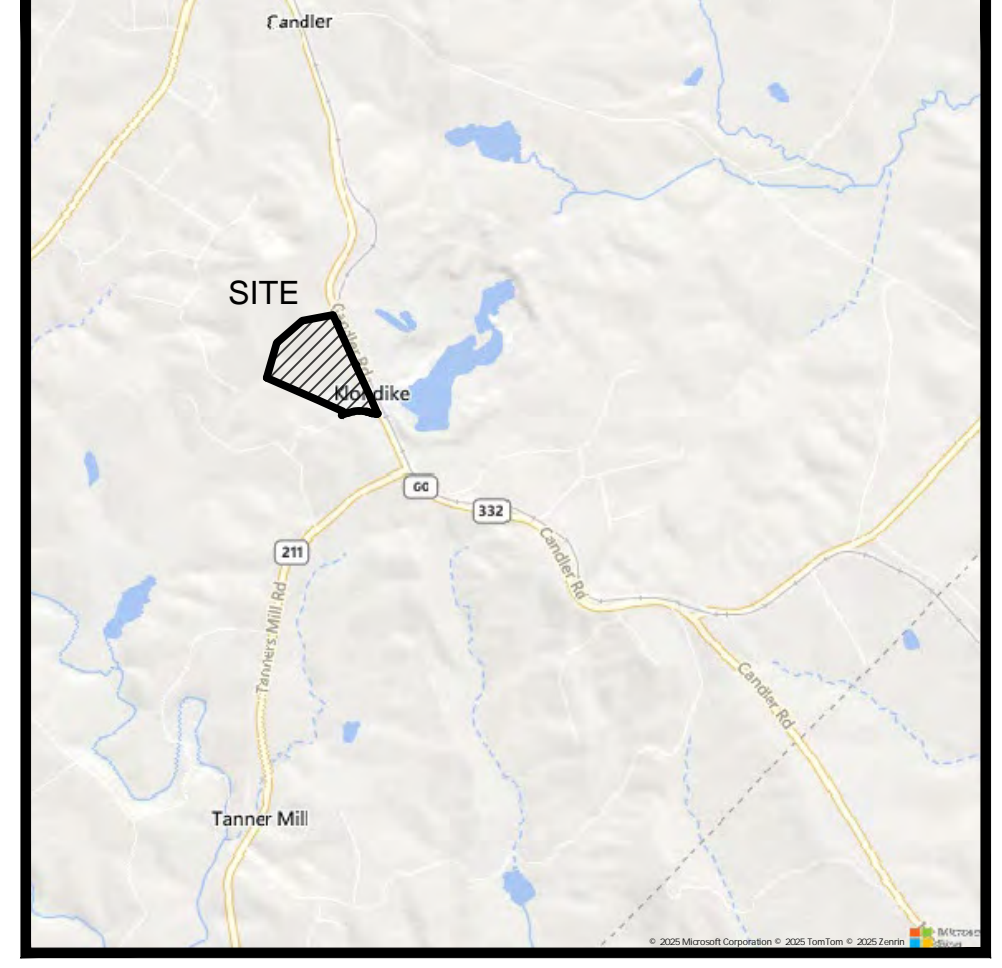 Candler
SITE
Candler Rd
Klondike
60
332
211
Candler Rd
Tanners Mill Rd
Candler Rd
Tanner Mill
© 2025 Microsoft Corporation © 2025 TomTom © 2025 Zenrin